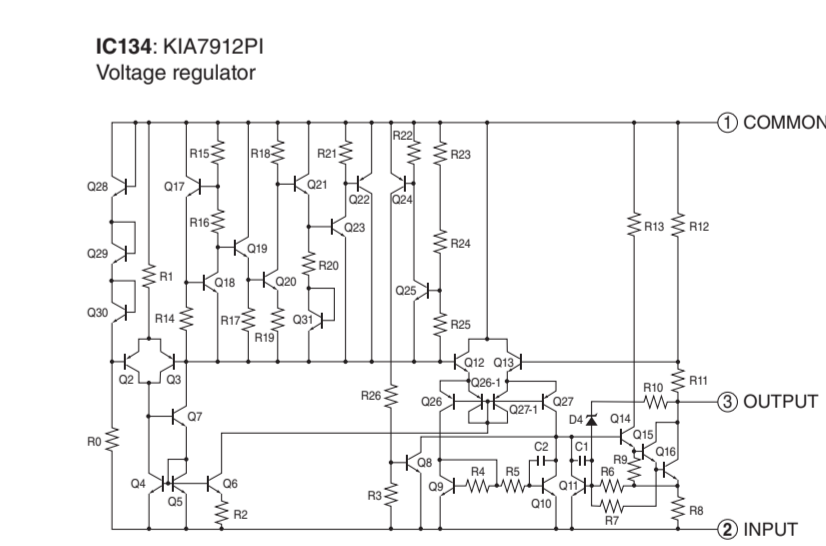 IC134: KIA7912PI
Voltage regulator
1 COMMON
R22
R15 R18 R21 R23
Q28 Q17 Q21
Q22 Q24
R16 R13 R12
Q23
Q19 R24
Q29
R20
R1 Q18 Q20
Q25
Q30 R14 R17 Q31 R25
R19
Q12 Q13
Q2 Q3 Q26-1 R11
R10
R26 Q26 Q27 3 OUTPUT
Q27-1
Q7 D4 Q14
Q15
R0 C2 C1 Q16
Q8 R9
R4 R5 R6
Q4 Q6 Q9 Q11
Q5 R3 Q10
R2 R7 R8
2 INPUT